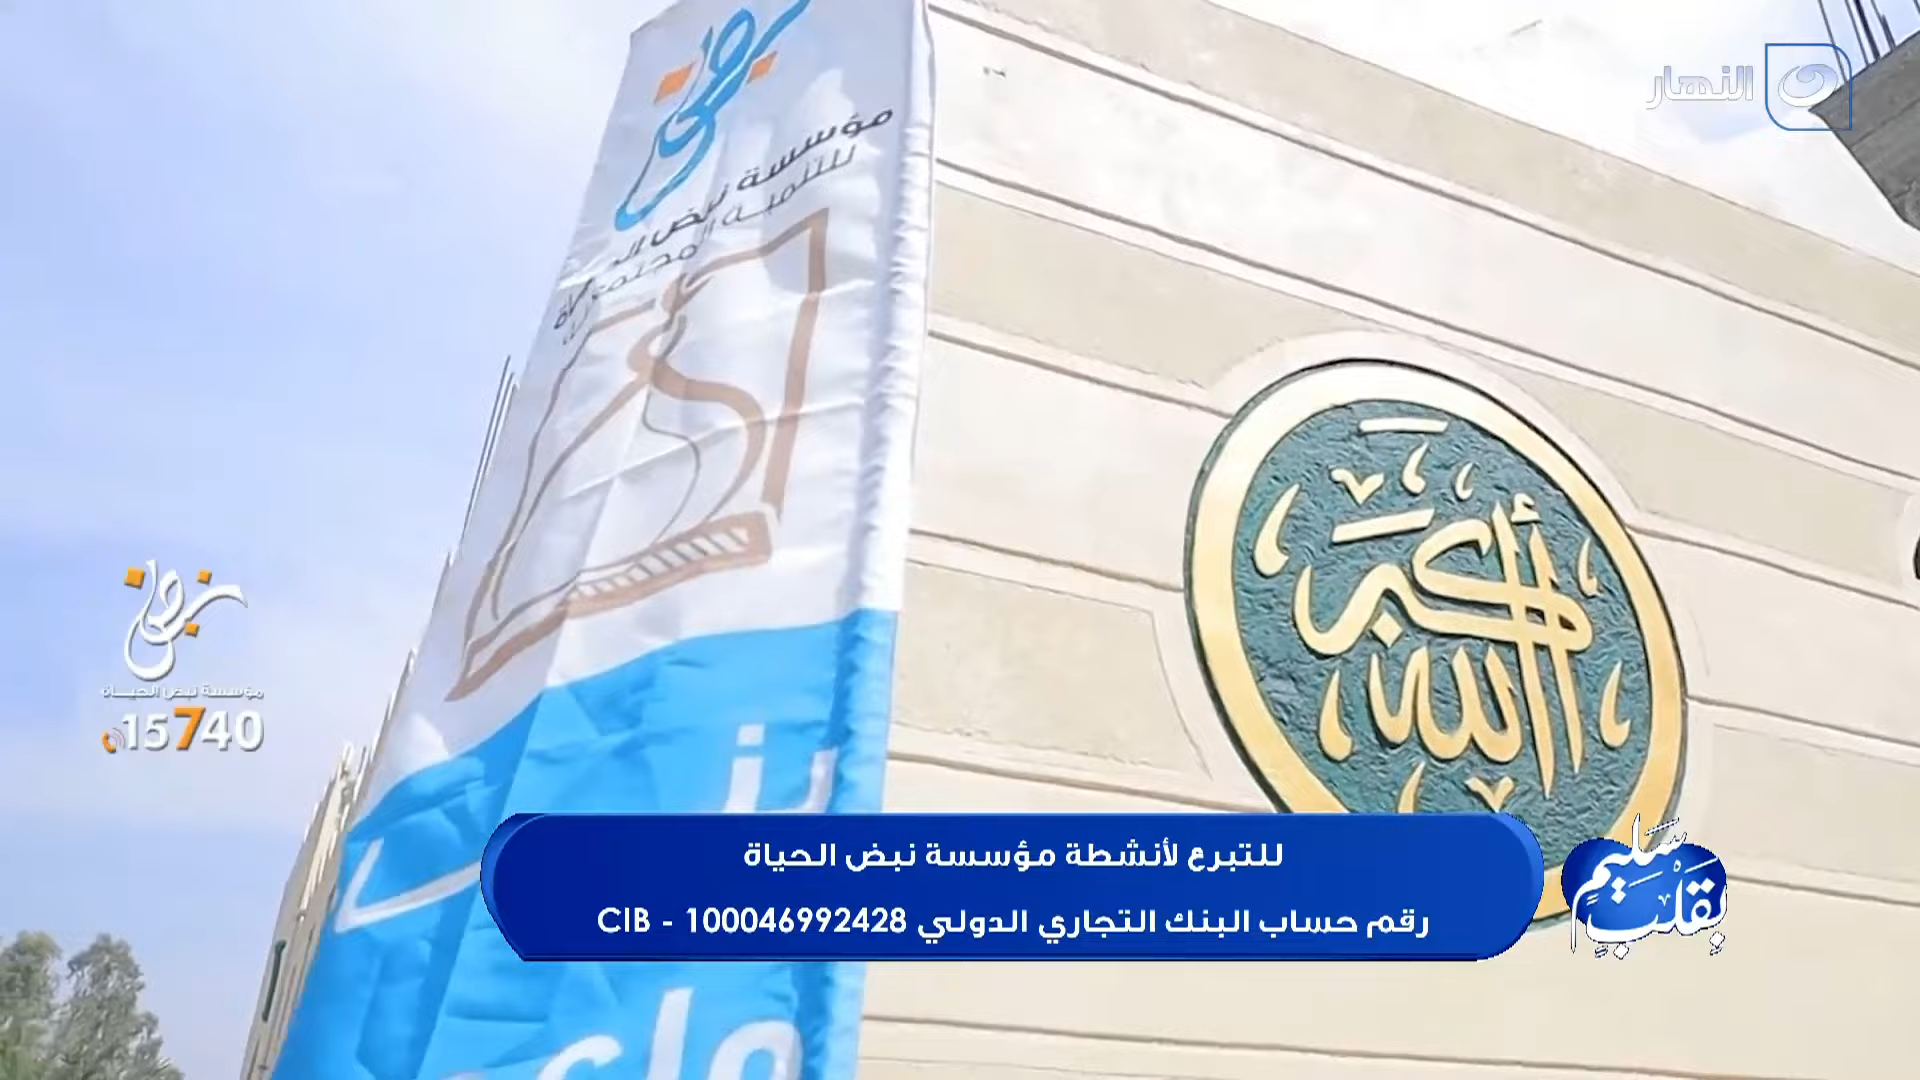 النهار
نبض
مؤسسة نبض الحياة
للتنمية المجتمعية
الله أكبر
نبض
مؤسسة نبض الحياة
15740
للتبرع لأنشطة مؤسسة نبض الحياة
رقم حساب البنك التجاري الدولي 100046992428 - CIB
بقلب سليم